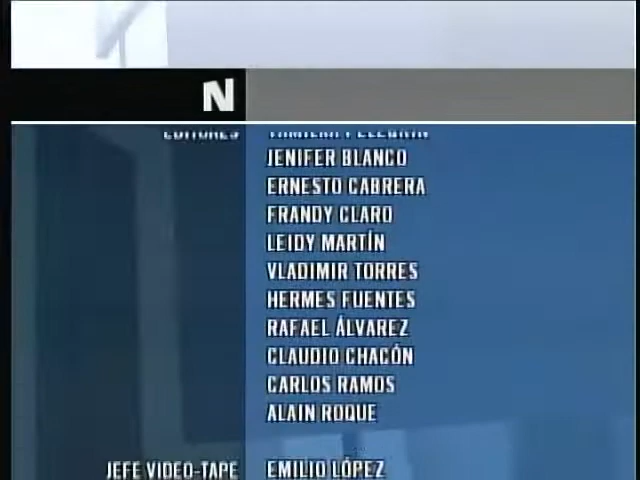 N
EDITORES
JENIFER BLANCO
ERNESTO CABRERA
FRANDY CLARO
LEIDY MARTÍN
VLADIMIR TORRES
HERMES FUENTES
RAFAEL ÁLVAREZ
CLAUDIO CHACÓN
CARLOS RAMOS
ALAIN ROQUE
JEFE VIDEO-TAPE EMILIO LÓPEZ